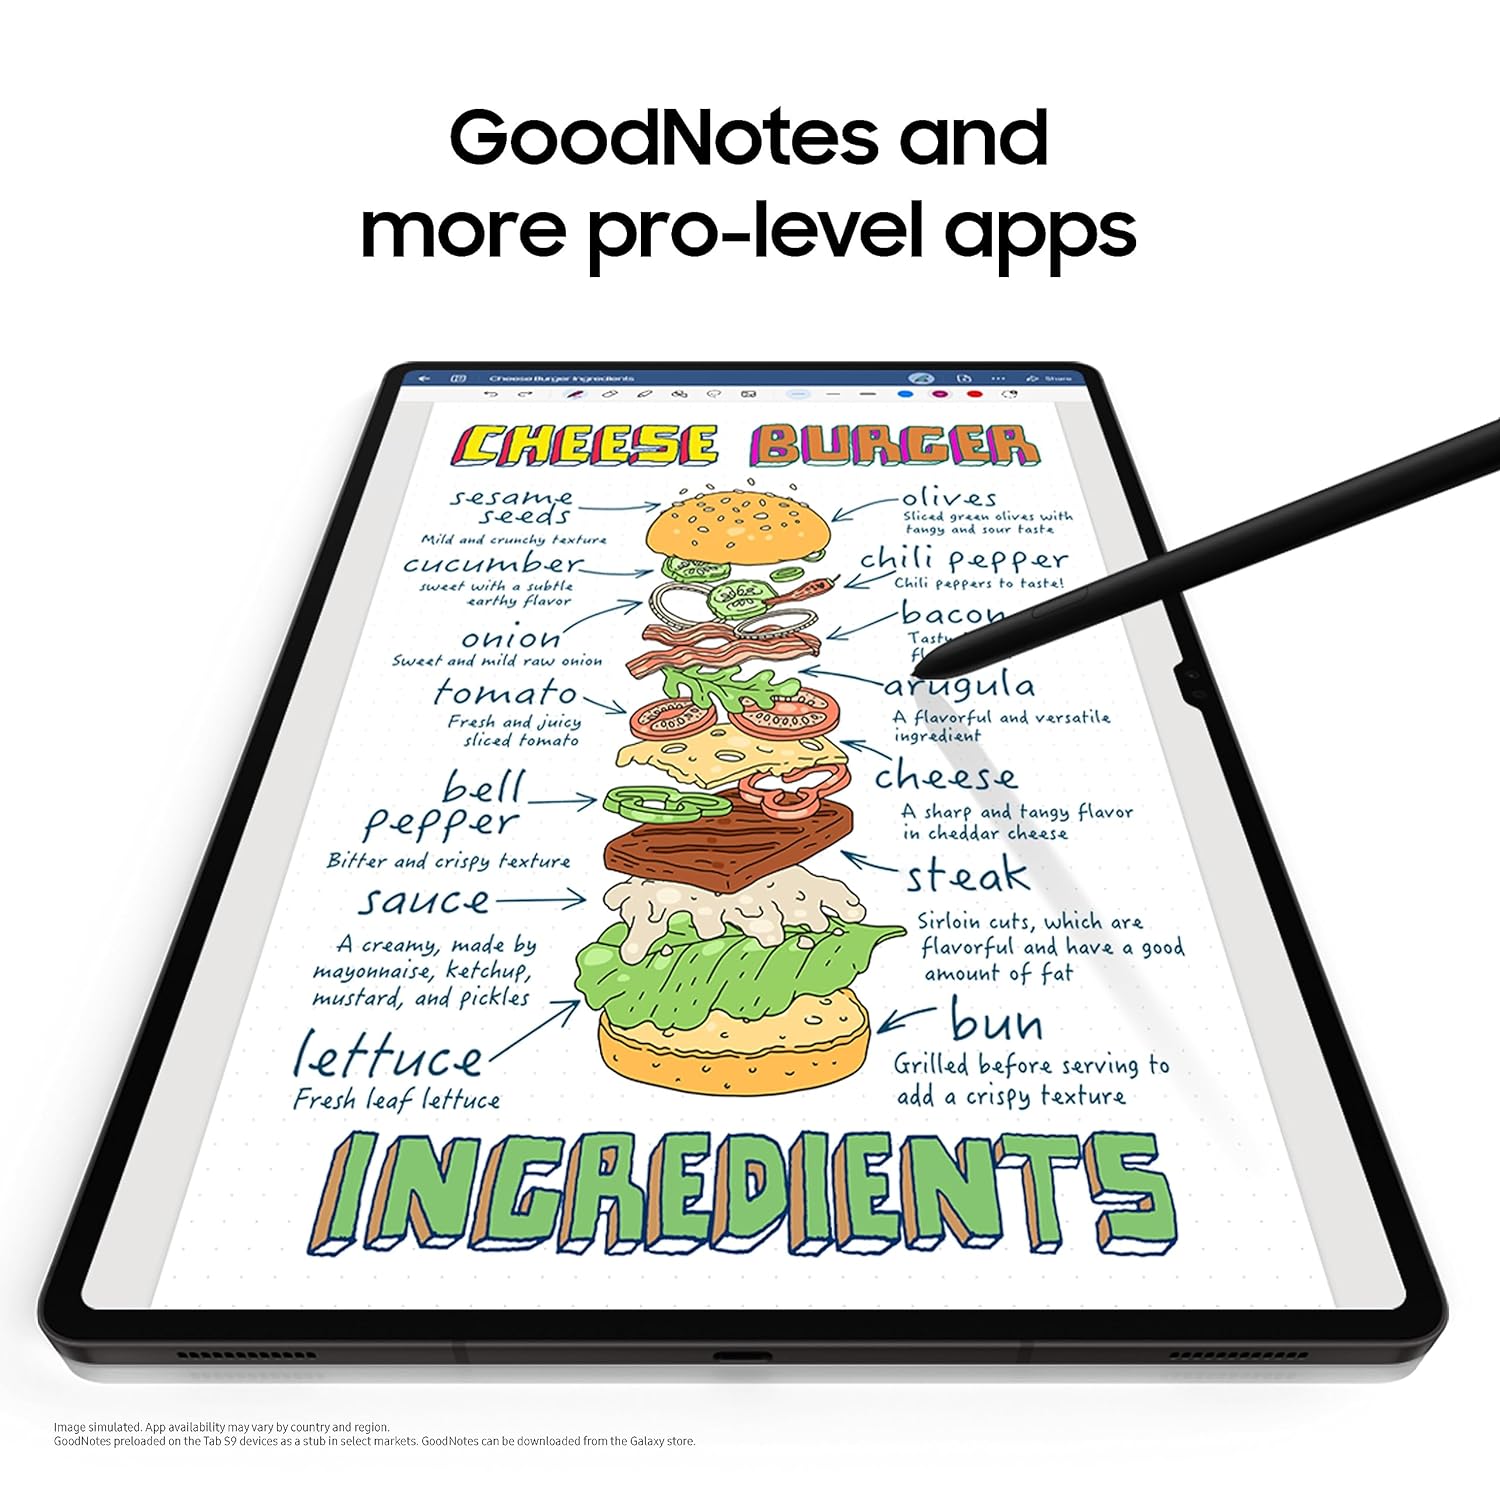 GoodNotes and
more pro-level apps
Cheese Burger Ingredients
Share
CHEESE BURGER
sesame
seeds
Mild and crunchy texture
cucumber
sweet with a subtle
earthy flavor
onion
Sweet and mild raw onion
tomato
Fresh and juicy
sliced tomato
bell
pepper
Bitter and crispy texture
sauce
A creamy, made by
mayonnaise, ketchup,
mustard, and pickles
lettuce
Fresh leaf lettuce
olives
Sliced green olives with
tangy and sour taste
chili pepper
Chili peppers to taste!
bacon
arugula
A flavorful and versatile
ingredient
cheese
A sharp and tangy flavor
in cheddar cheese
steak
Sirloin cuts, which are
flavorful and have a good
amount of fat
bun
Grilled before serving to
add a crispy texture
INGREDIENTS
Image simulated. App availability may vary by country and region.
GoodNotes preloaded on the Tab S9 devices as a stub in select markets. GoodNotes can be downloaded from the Galaxy store.